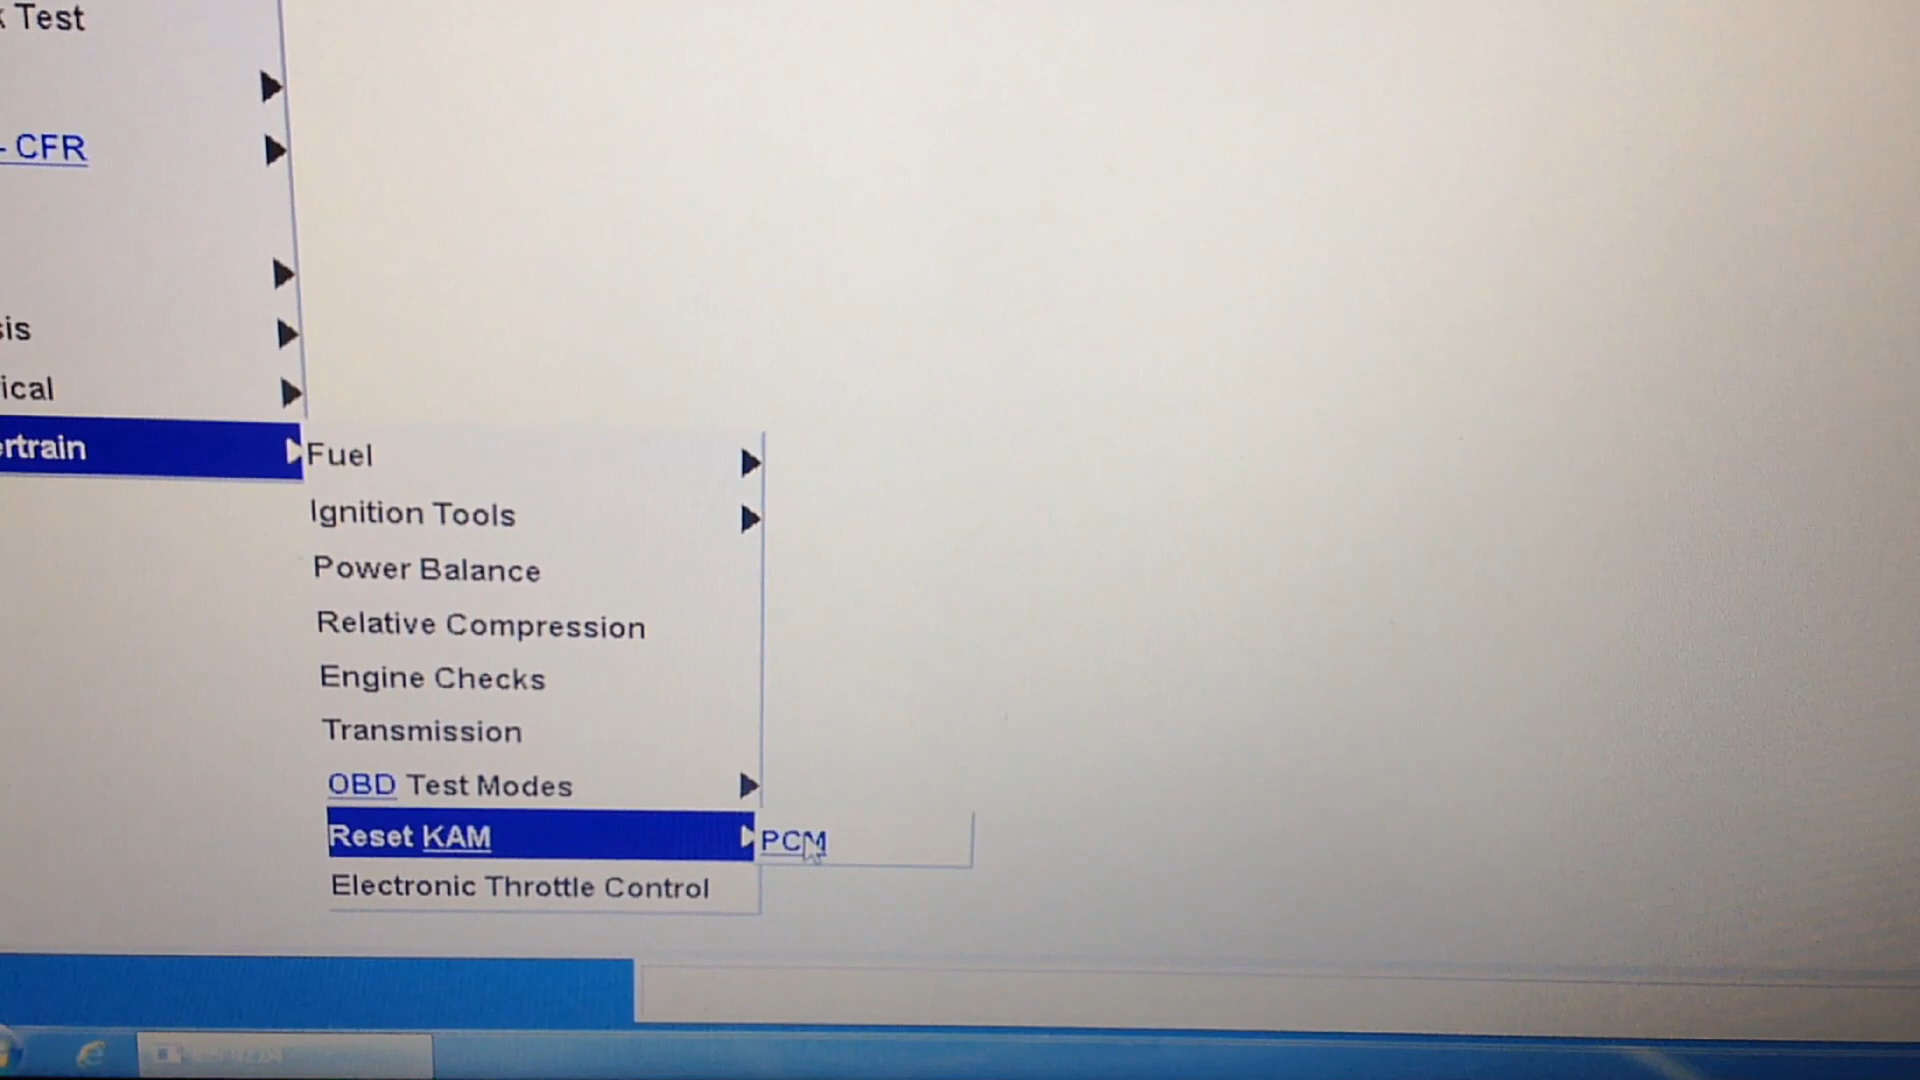 k Test
- CFR
sis
ical
ertrain
Fuel
Ignition Tools
Power Balance
Relative Compression
Engine Checks
Transmission
OBD Test Modes
Reset KAM
PCM
Electronic Throttle Control